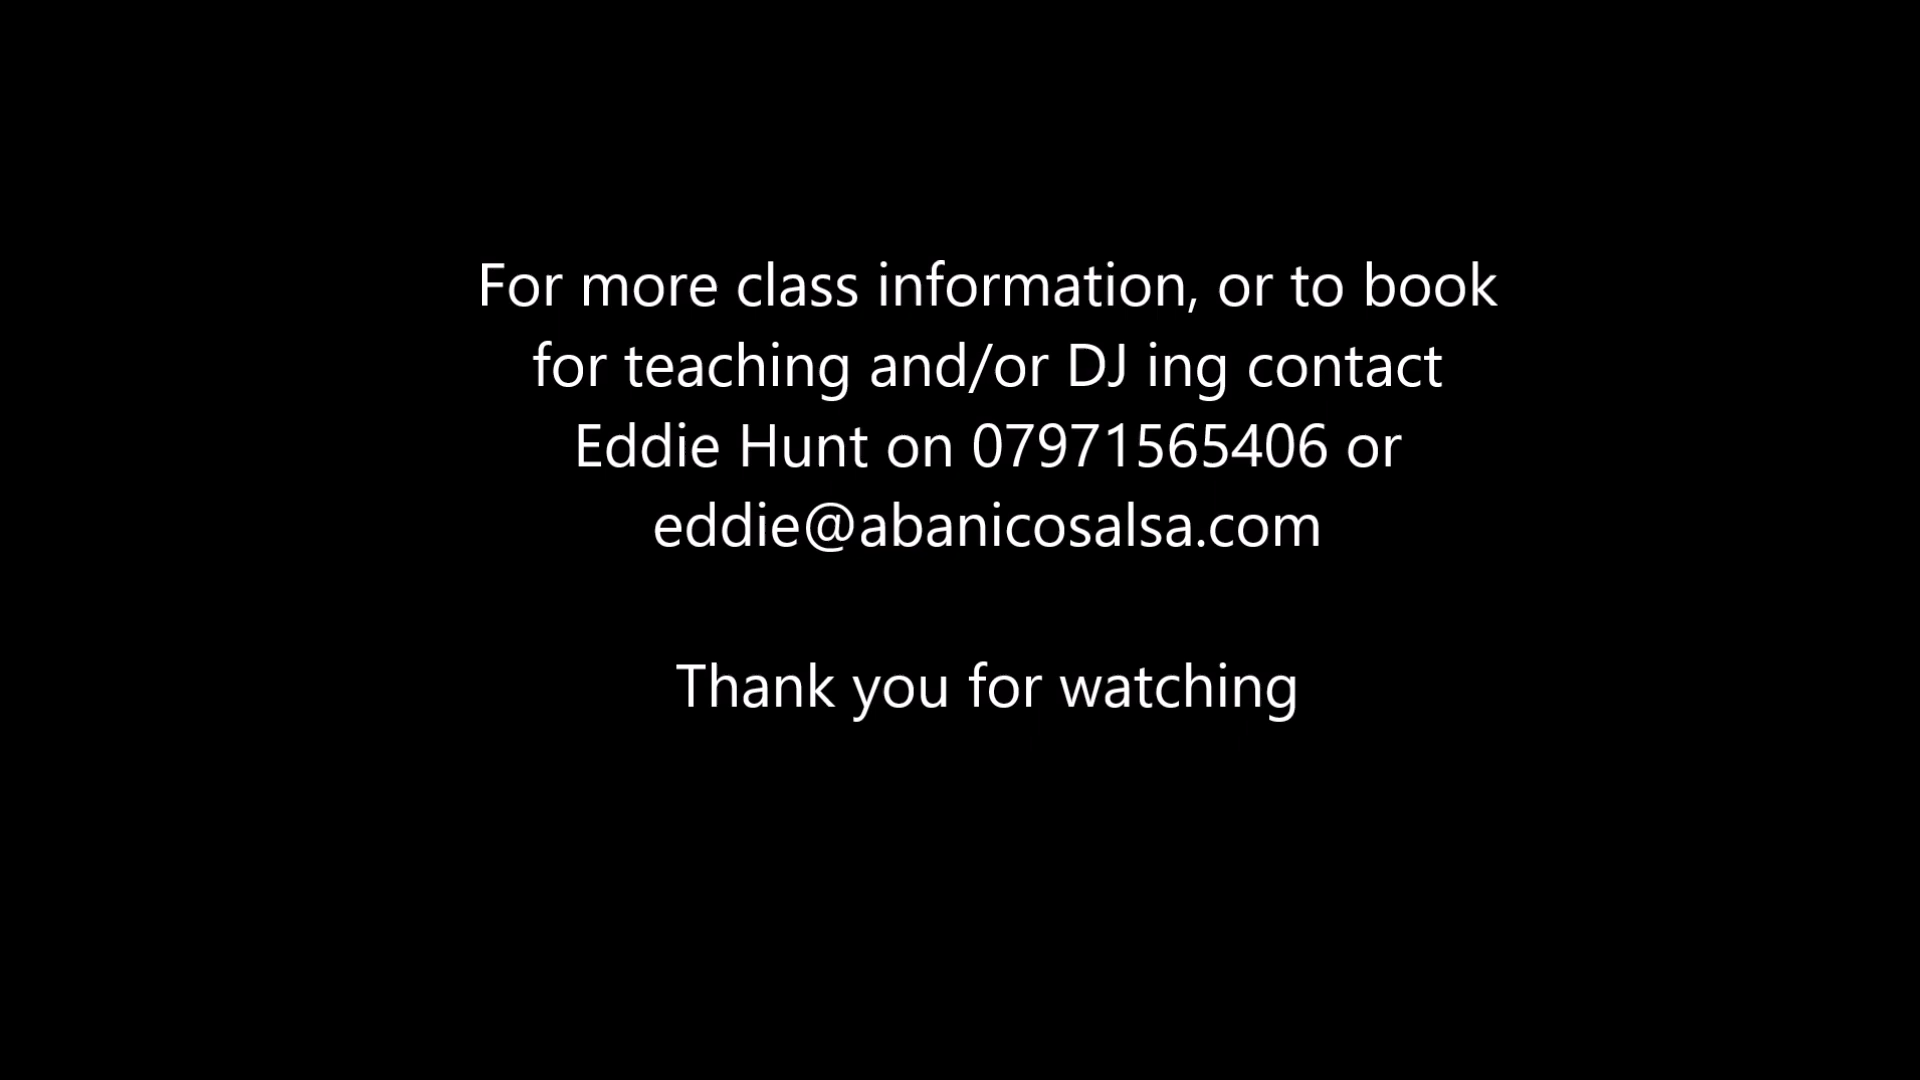 For more class information, or to book
for teaching and/or DJ ing contact
Eddie Hunt on 07971565406 or
eddie@abanicosalsa.com
Thank you for watching